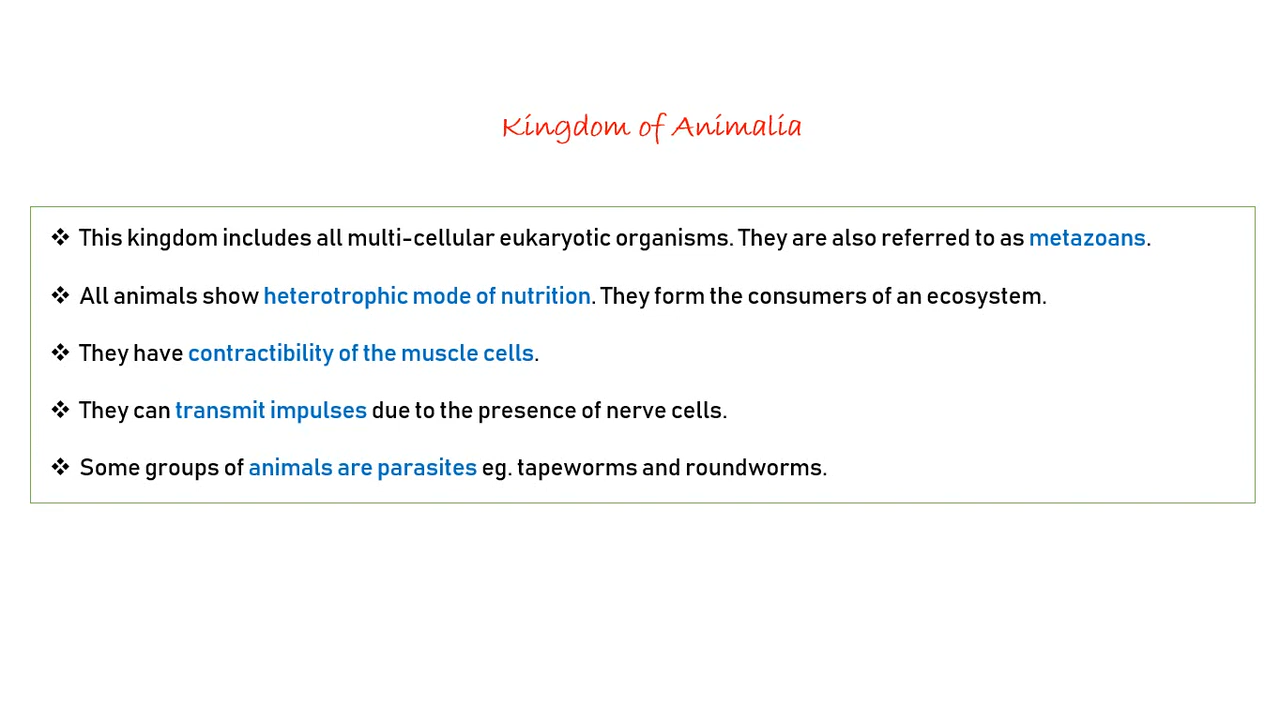 Kingdom of Animalia
❖ This kingdom includes all multi-cellular eukaryotic organisms. They are also referred to as metazoans.
❖ All animals show heterotrophic mode of nutrition. They form the consumers of an ecosystem.
❖ They have contractibility of the muscle cells.
❖ They can transmit impulses due to the presence of nerve cells.
❖ Some groups of animals are parasites eg. tapeworms and roundworms.